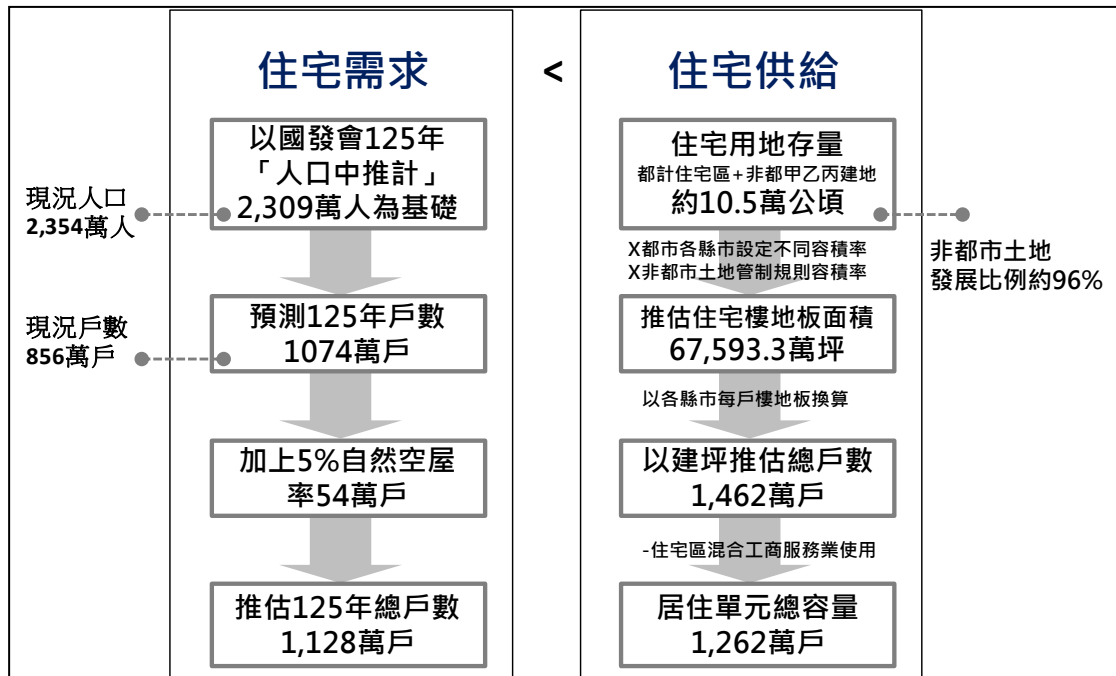 住宅需求
<
住宅供給
以國發會125年
「人口中推計」
2,309萬人為基礎
現況人口
2,354萬人
預測125年戶數
1074萬戶
現況戶數
856萬戶
加上5%自然空屋
率54萬戶
推估125年總戶數
1,128萬戶
住宅用地存量
都計住宅區+非都甲乙丙建地
約10.5萬公頃
非都市土地
發展比例約96%
X都市各縣市設定不同容積率
X非都市土地管制規則容積率
推估住宅樓地板面積
67,593.3萬坪
以各縣市每戶樓地板換算
以建坪推估總戶數
1,462萬戶
-住宅區混合工商服務業使用
居住單元總容量
1,262萬戶